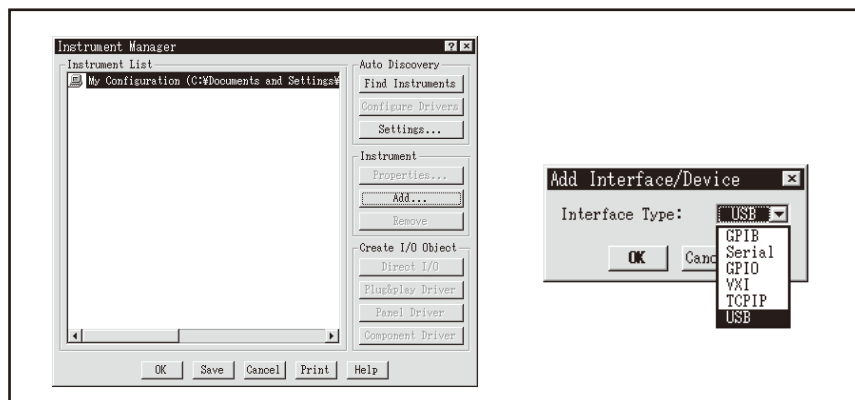 Instrument Manager
Instrument List
My Configuration (C:¥Documents and Settings¥
Auto Discovery
Find Instruments
Configure Drivers
Settings...
Instrument
Properties...
Add...
Remove
Create I/O Object
Direct I/O
Plug&play Driver
Panel Driver
Component Driver
OK Save Cancel Print Help
Add Interface/Device
Interface Type: USB
GPIB
Serial
GPIO
VXI
TCPIP
USB
OK Canc